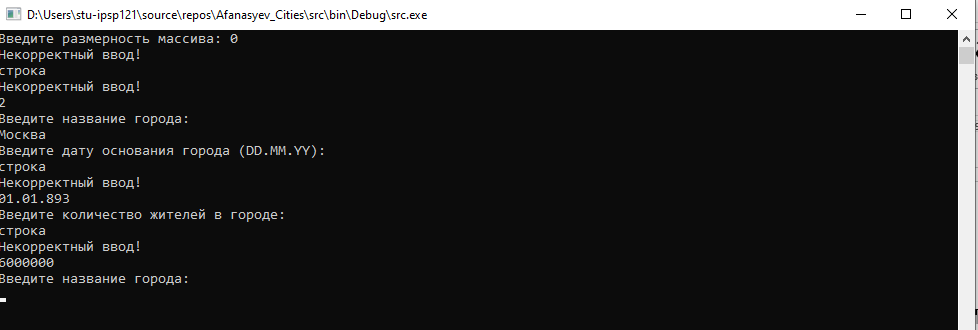 D:\Users\stu-ipsp121\source\repos\Afanasyev_Cities\src\bin\Debug\src.exe
Введите размерность массива: 0
Некорректный ввод!
строка
Некорректный ввод!
2
Введите название города:
Москва
Введите дату основания города (DD.MM.YY):
строка
Некорректный ввод!
01.01.893
Введите количество жителей в городе:
строка
Некорректный ввод!
6000000
Введите название города: